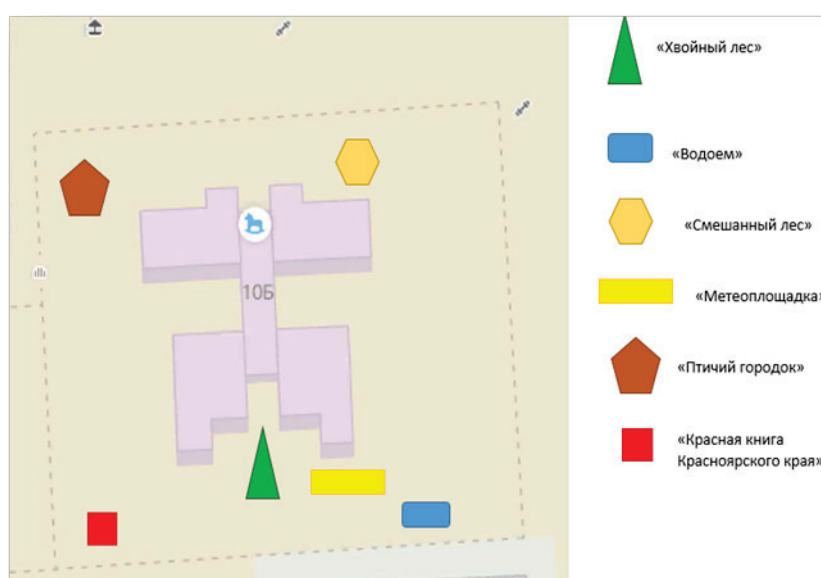 «Хвойный лес»
«Водоем»
«Смешанный лес»
10Б
«Метеоплощадка»
«Птичий городок»
«Красная книга
Красноярского края»